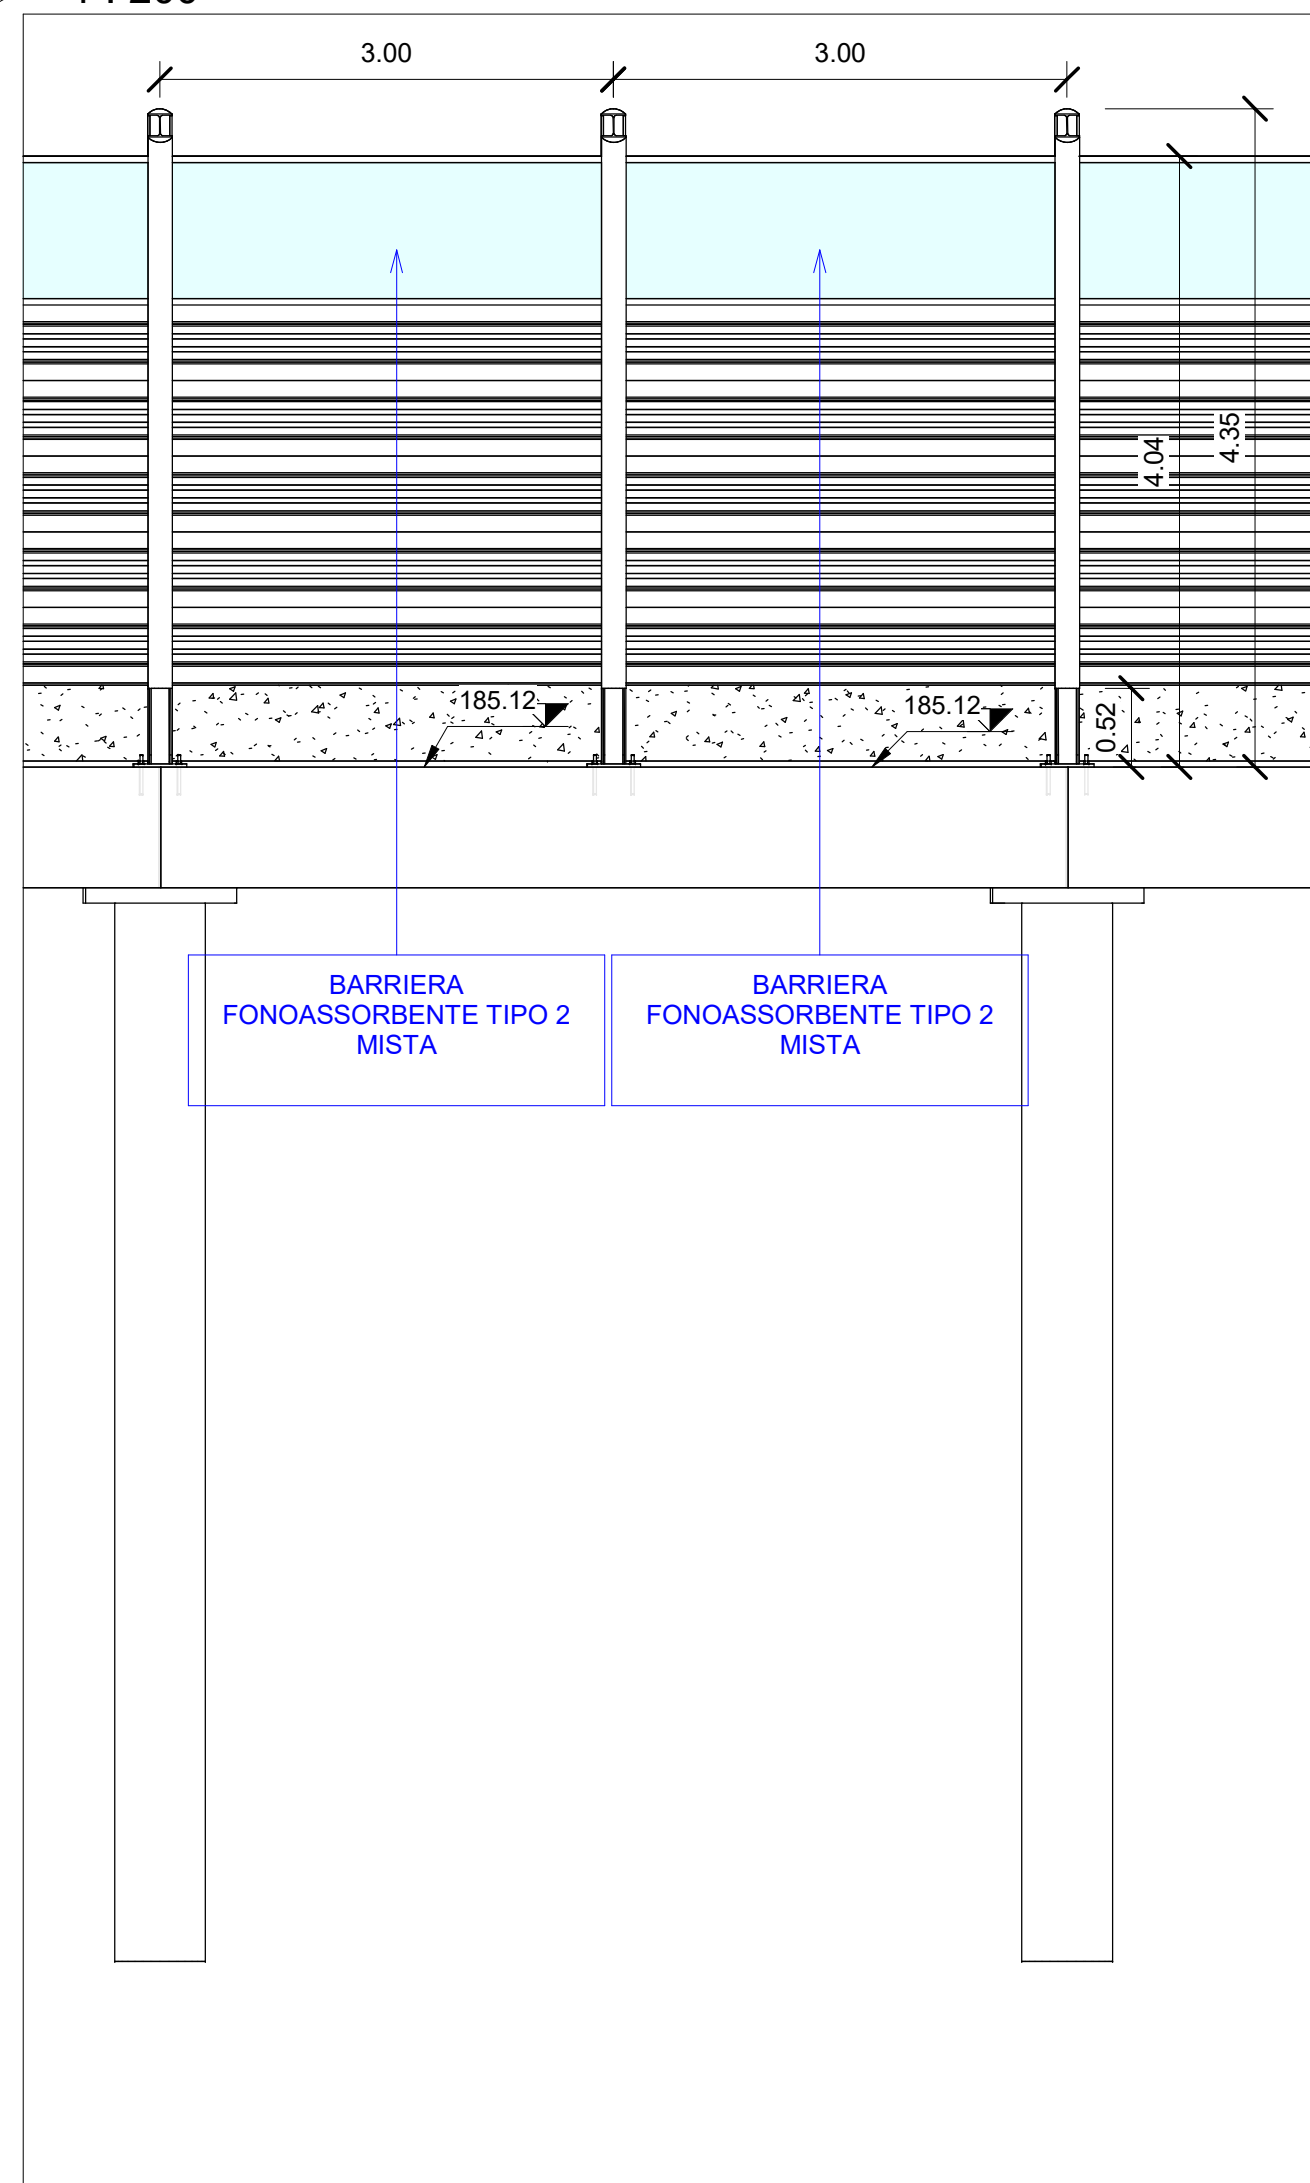 3.00
3.00
4.35
4.04
185.12
185.12
0.52
BARRIERA
FONOASSORBENTE TIPO 2
MISTA
BARRIERA
FONOASSORBENTE TIPO 2
MISTA